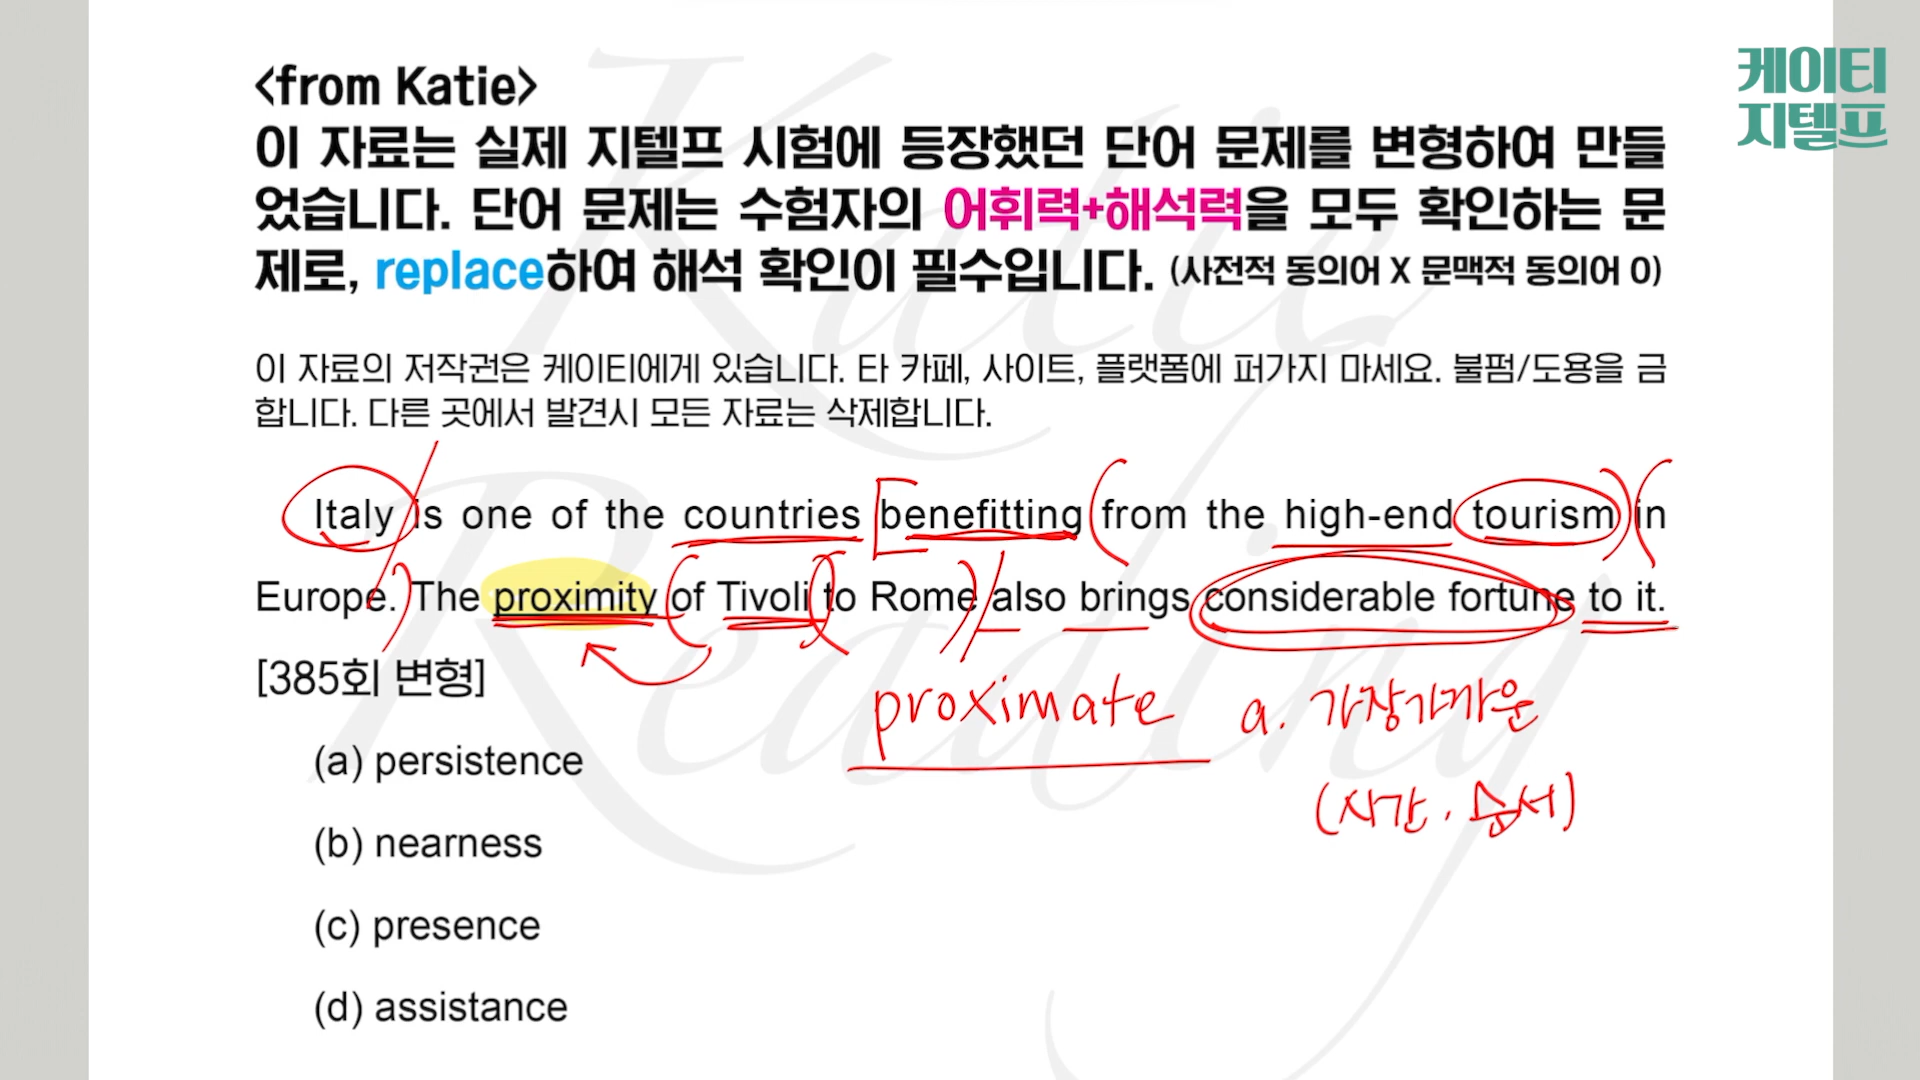 <from Katie>
케이티
지텔프
이 자료는 실제 지텔프 시험에 등장했던 단어 문제를 변형하여 만들
었습니다. 단어 문제는 수험자의 어휘력+해석력을 모두 확인하는 문
제로, replace하여 해석 확인이 필수입니다. (사전적 동의어 X 문맥적 동의어 O)
이 자료의 저작권은 케이티에게 있습니다. 타 카페, 사이트, 플랫폼에 퍼가지 마세요. 불펌/도용을 금
합니다. 다른 곳에서 발견시 모든 자료는 삭제합니다.
Italy is one of the countries benefitting from the high-end tourism in
Europe. The proximity of Tivoli to Rome also brings considerable fortune to it.
[385회 변형]
proximate a. 가장가까운
(시간, 순서)
(a) persistence
(b) nearness
(c) presence
(d) assistance
Katie
Reading